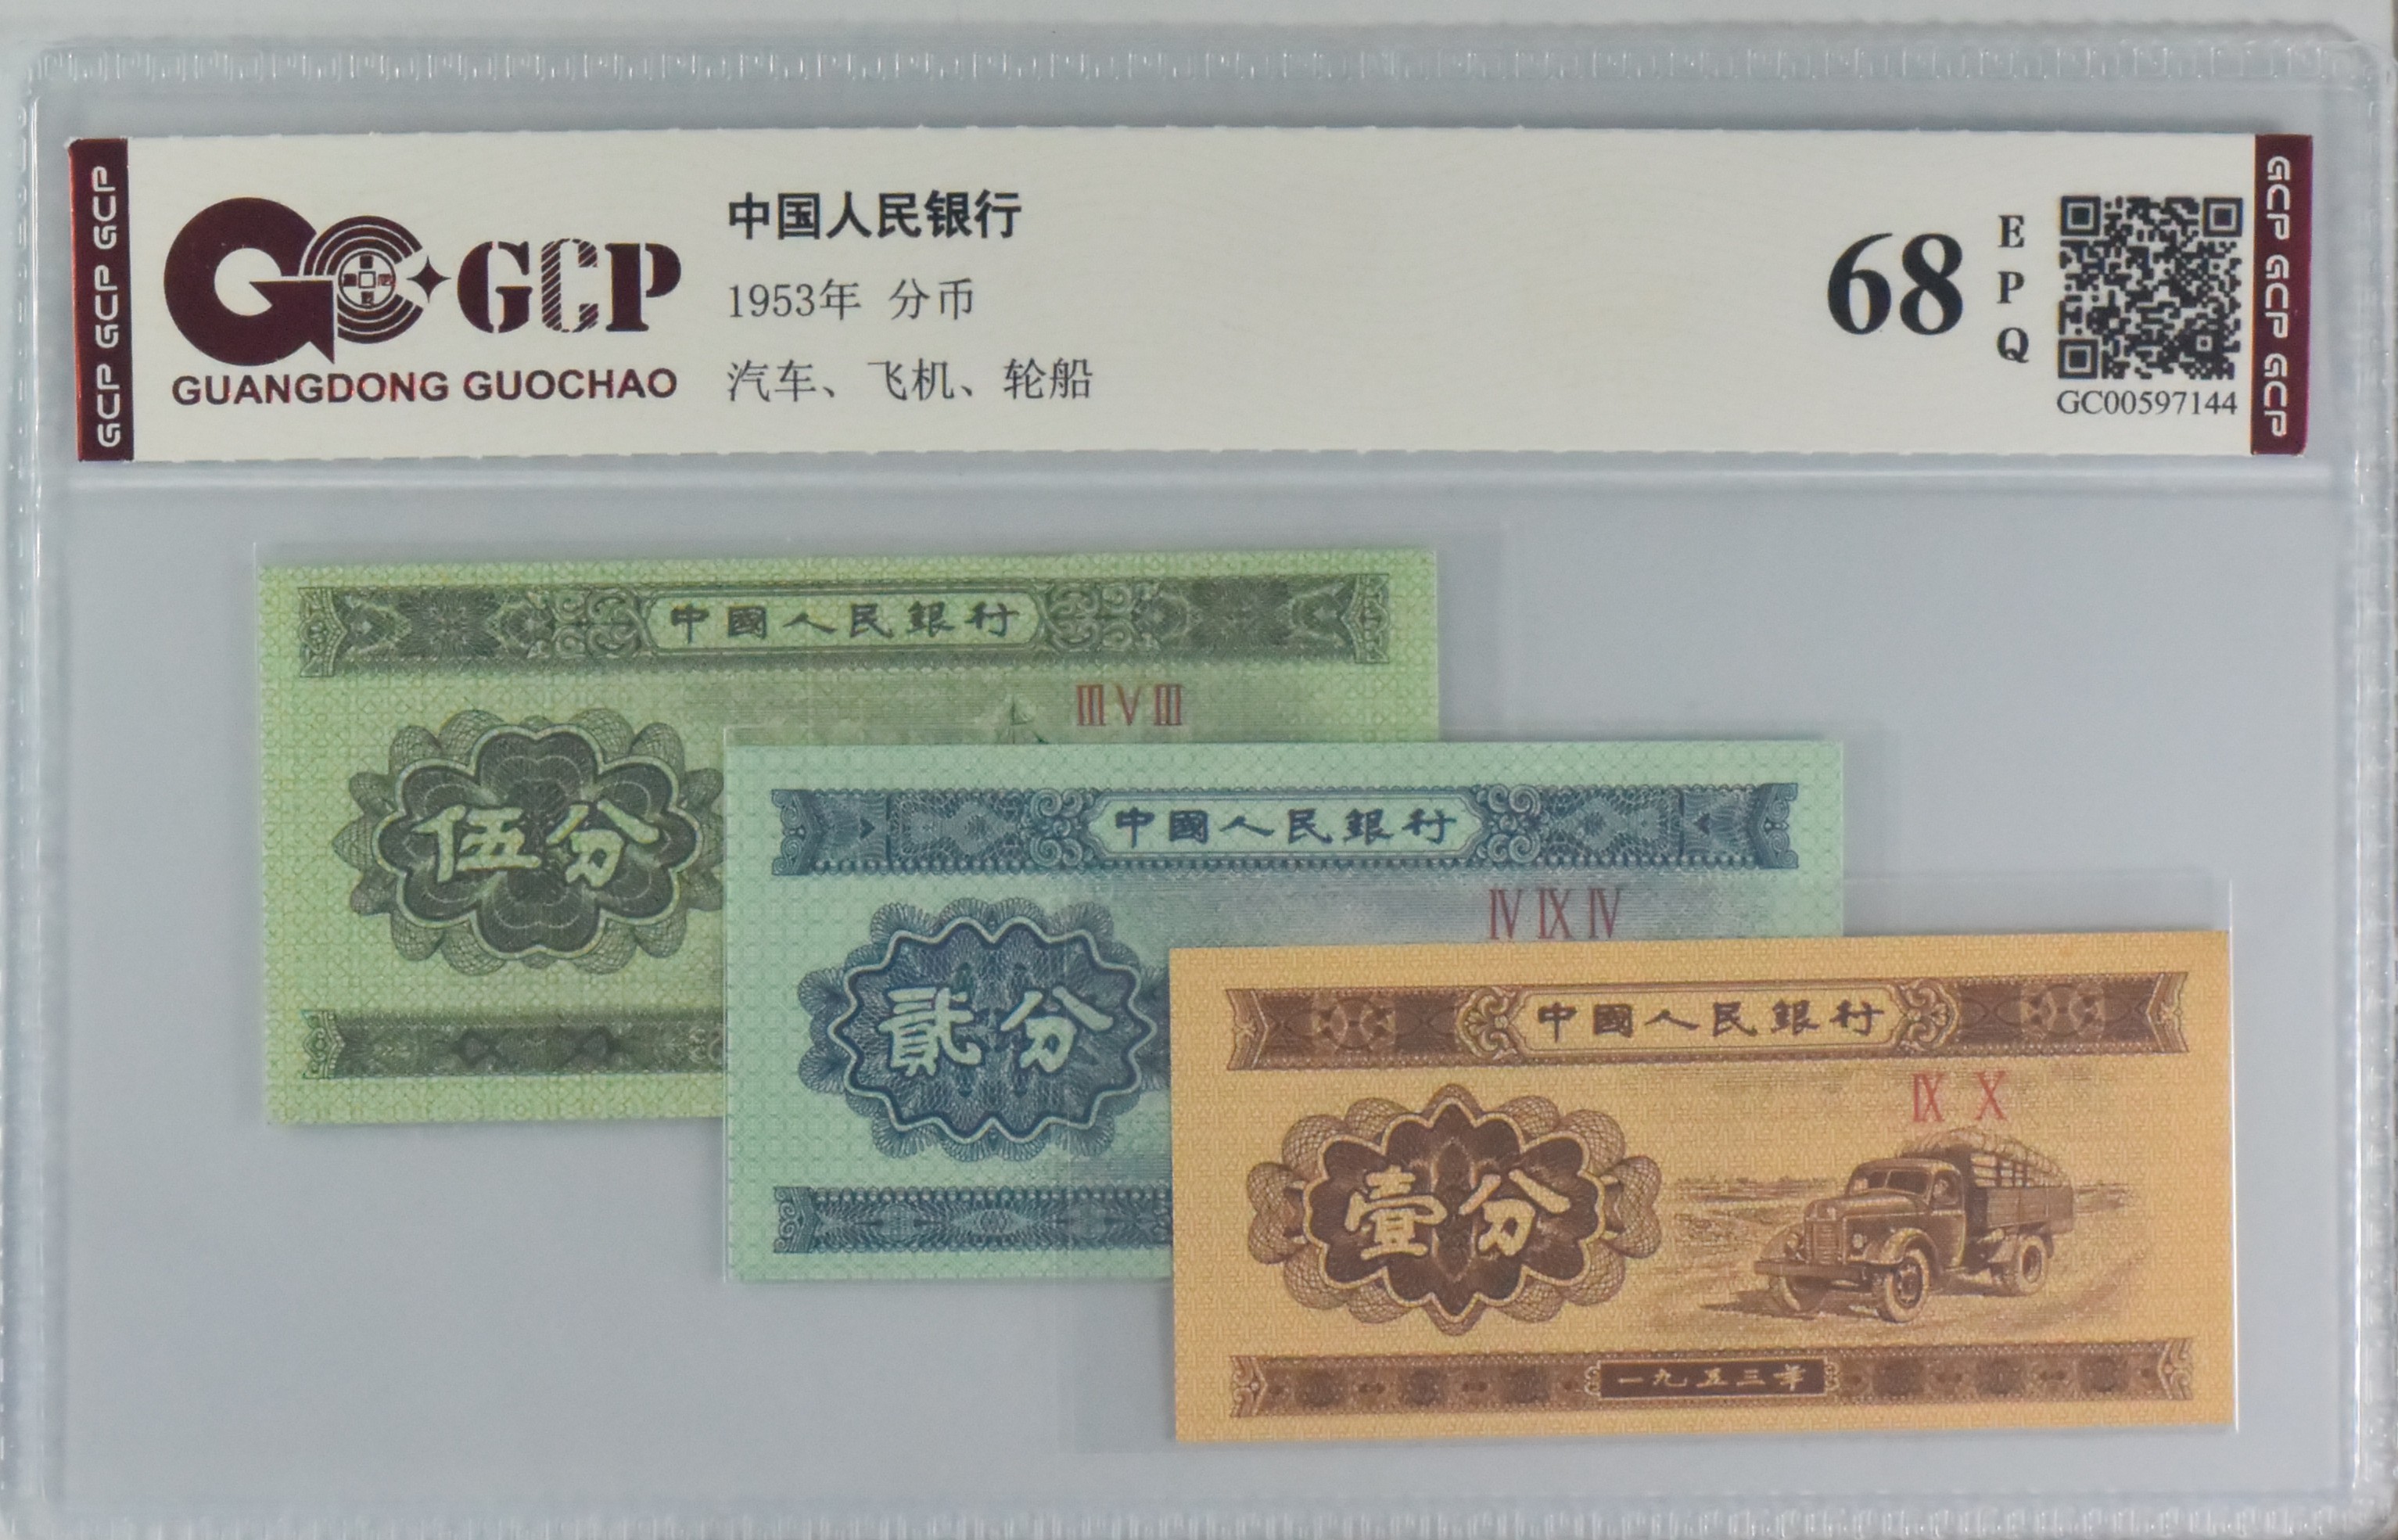 GCP GCP GCP
GCP
GUANGDONG GUOCHAO
中国人民银行
1953年 分币
汽车、飞机、轮船
68
E
P
Q
GC00597144
GCP GCP GCP
中國人民銀行
ⅢⅤⅢ
伍分
中國人民銀行
ⅣⅨⅣ
貳分
中國人民銀行
Ⅸ Ⅹ
壹分
一九五三年